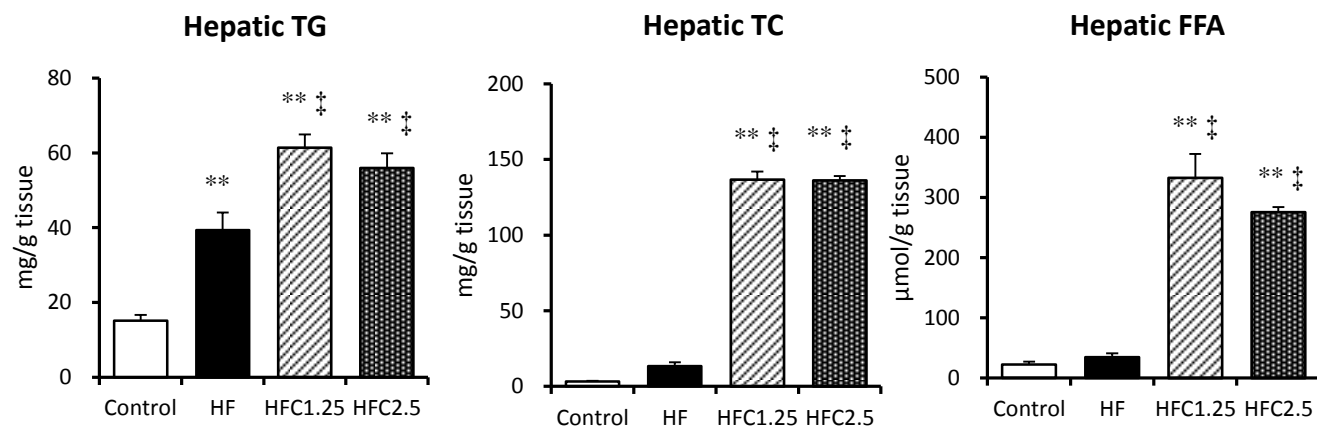 Hepatic TG
mg/g tissue
80
60
40
20
0
** ‡
** ‡
**
Control HF HFC1.25 HFC2.5
Hepatic TC
mg/g tissue
200
150
100
50
0
** ‡ ** ‡
Control HF HFC1.25 HFC2.5
Hepatic FFA
μmol/g tissue
500
400
300
200
100
0
** ‡
** ‡
Control HF HFC1.25 HFC2.5